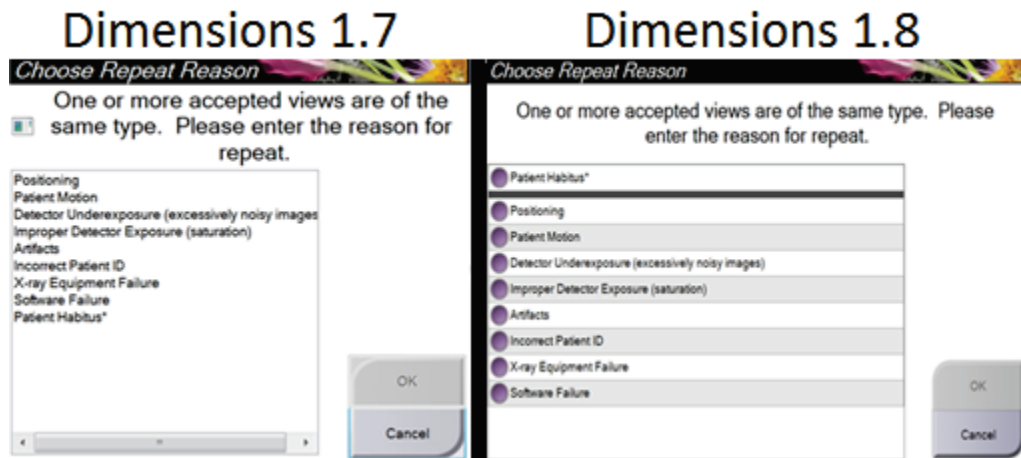 Dimensions 1.7
Choose Repeat Reason
One or more accepted views are of the
same type. Please enter the reason for
repeat.
Positioning
Patient Motion
Detector Underexposure (excessively noisy images
Improper Detector Exposure (saturation)
Artifacts
Incorrect Patient ID
X-ray Equipment Failure
Software Failure
Patient Habitus*
OK
Cancel
Dimensions 1.8
Choose Repeat Reason
One or more accepted views are of the same type. Please
enter the reason for repeat.
Patient Habitus*
Positioning
Patient Motion
Detector Underexposure (excessively noisy images)
Improper Detector Exposure (saturation)
Artifacts
Incorrect Patient ID
X-ray Equipment Failure
Software Failure
OK
Cancel